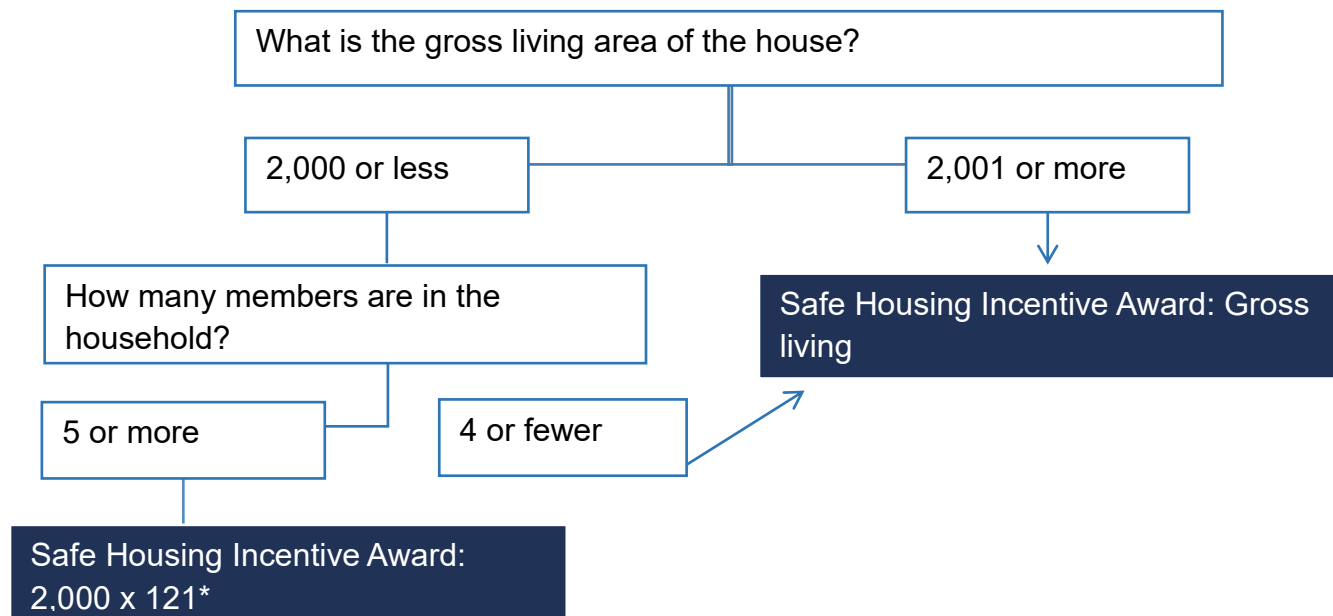 What is the gross living area of the house?
2,000 or less
2,001 or more
How many members are in the
household?
Safe Housing Incentive Award: Gross
living
5 or more
4 or fewer
Safe Housing Incentive Award:
2,000 x 121*